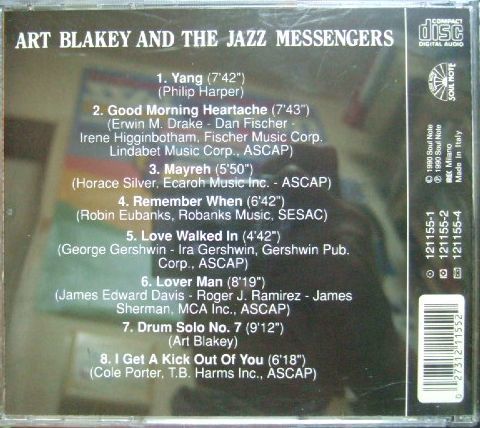 ART BLAKEY AND THE JAZZ MESSENGERS
COMPACT
disc
DIGITAL AUDIO
SOUL NOTE
1. Yang (7'42")
(Philip Harper)
2. Good Morning Heartache (7'43")
(Erwin M. Drake - Dan Fischer -
Irene Higginbotham, Fischer Music Corp.
Lindabet Music Corp., ASCAP)
3. Mayreh (5'50")
(Horace Silver, Ecaroh Music Inc. - ASCAP)
4. Remember When (6'42")
(Robin Eubanks, Robanks Music, SESAC)
5. Love Walked In (4'42")
(George Gershwin - Ira Gershwin, Gershwin Pub.
Corp., ASCAP)
6. Lover Man (8'19")
(James Edward Davis - Roger J. Ramirez - James
Sherman, MCA Inc., ASCAP)
7. Drum Solo No. 7 (9'12")
(Art Blakey)
8. I Get A Kick Out Of You (6'18")
(Cole Porter, T.B. Harms Inc., ASCAP)
© 1990 Soul Note
℗ 1990 Soul Note
IREC Milano
Made in Italy
121155-1
121155-2
121155-4
0 27312 11552